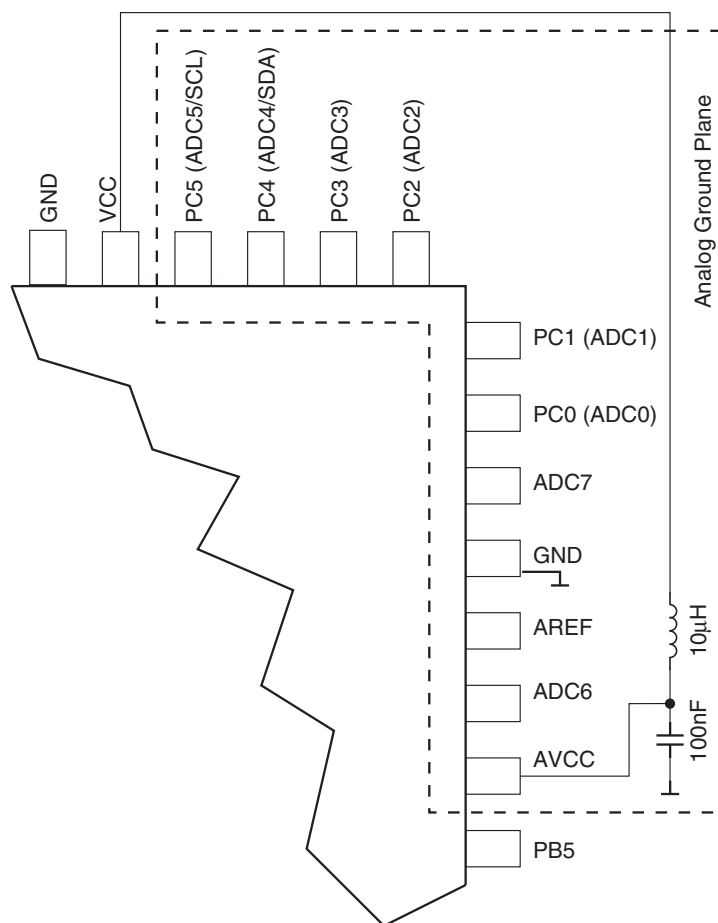 GND
VCC
PC5 (ADC5/SCL)
PC4 (ADC4/SDA)
PC3 (ADC3)
PC2 (ADC2)
Analog Ground Plane
PC1 (ADC1)
PC0 (ADC0)
ADC7
GND
AREF
ADC6
AVCC
PB5
10μH
100nF